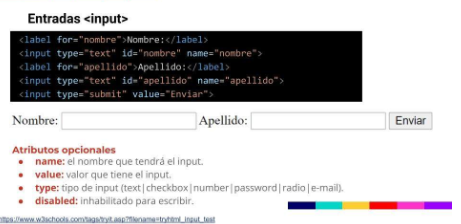 Entradas <input>
<label for="nombre">Nombre:</label>
<input type="text" id="nombre" name="nombre">
<label for="apellido">Apellido:</label>
<input type="text" id="apellido" name="apellido">
<input type="submit" value="Enviar">
Nombre: Apellido: Enviar
Atributos opcionales
• name: el nombre que tendrá el input.
• value: valor que tiene el input.
• type: tipo de input (text|checkbox|number|password|radio|e-mail).
• disabled: inhabilitado para escribir.
https://www.w3schools.com/tags/tryit.asp?filename=tryhtml_input_test